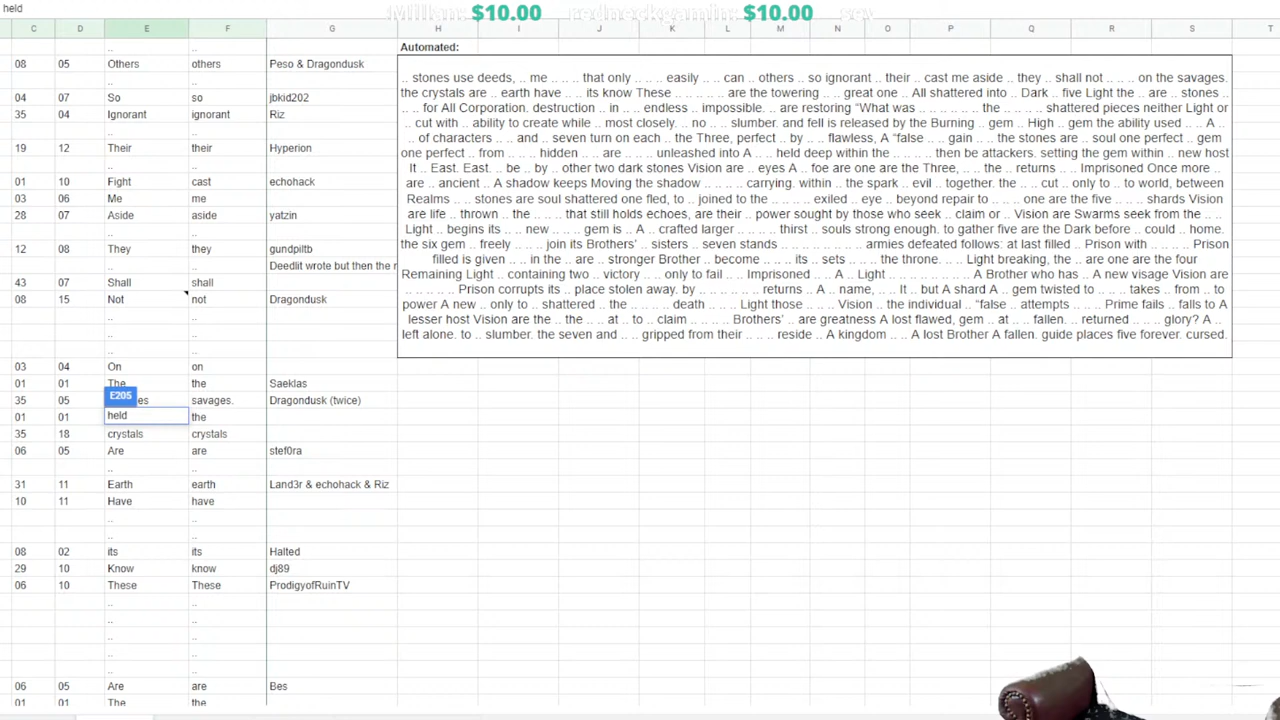 Millian: $10.00 redneckgamin: $10.00 sev
held
C D E F G H I J K L M N O P Q R S T
.. .. Automated:
08 05 Others others Peso & Dragondusk
.. ..
04 07 So so jbkid202
35 04 Ignorant ignorant Riz
.. ..
19 12 Their their Hyperion
.. ..
01 10 Fight cast echohack
03 06 Me me
28 07 Aside aside yatzin
.. ..
12 08 They they gundpiltb
Deedlit wrote but then the r
43 07 Shall shall
08 15 Not not Dragondusk
.. ..
.. ..
.. ..
03 04 On on
01 01 The the Saeklas
E205
35 05 es savages. Dragondusk (twice)
01 01 held the
35 18 crystals crystals
06 05 Are are stef0ra
.. ..
31 11 Earth earth Land3r & echohack & Riz
10 11 Have have
.. ..
.. ..
08 02 its its Halted
29 10 Know know dj89
06 10 These These ProdigyofRuinTV
.. ..
.. ..
.. ..
.. ..
.. ..
06 05 Are are Bes
01 01 The the
.. stones use deeds, .. me .. .. .. that only .. .. .. easily .. .. can .. others .. so ignorant .. their .. cast me aside .. they .. shall not .. .. .. on the savages.
the crystals are .. earth have .. .. its know These .. .. .. .. .. are the towering .. .. great one .. All shattered into .. Dark .. five Light the .. are .. stones ..
.. .. for All Corporation. destruction .. in .. .. endless .. impossible. .. are restoring “What was .. .. .. .. .. the .. .. .. shattered pieces neither Light or
.. cut with .. ability to create while .. most closely. .. no .. .. slumber. and fell is released by the Burning .. gem .. High .. gem the ability used .. .. A ..
.. of characters .. .. and .. seven turn on each .. the Three, perfect .. by .. .. flawless, A “false .. gain .. .. the stones are .. soul one perfect .. gem
one perfect .. from .. .. hidden .. are .. .. unleashed into A .. .. held deep within the .. .. .. then be attackers. setting the gem within .. new host
It .. East. East. .. be .. by .. other two dark stones Vision are .. eyes A .. foe are one are the Three, .. .. the .. returns .. .. Imprisoned Once more ..
are .. ancient .. A shadow keeps Moving the shadow .. .. .. .. carrying. within .. the spark .. evil .. together. the .. .. cut .. only to .. to world, between
Realms .. .. stones are soul shattered one fled, to .. joined to the .. .. .. exiled .. eye .. beyond repair to .. .. .. one are the five .. .. shards Vision
are life .. thrown .. the .. .. that still holds echoes, are their .. power sought by those who seek .. claim or .. Vision are Swarms seek from the .. ..
Light .. begins its .. .. new .. .. gem is .. A .. crafted larger .. .. .. thirst .. souls strong enough. to gather five are the Dark before .. could .. home.
the six gem .. freely .. .. join its Brothers’ .. sisters .. seven stands .. .. .. .. .. .. armies defeated follows: at last filled .. Prison with .. .. .. Prison
filled is given .. .. in the .. are .. stronger Brother .. become .. .. its .. sets .. .. the throne. .. .. Light breaking, the .. are one are the four
Remaining Light .. containing two .. victory .. .. only to fail .. .. Imprisoned .. .. A .. Light .. .. .. .. .. .. .. A Brother who has .. A new visage Vision are
.. .. .. .. .. Prison corrupts its .. place stolen away. by .. .. .. .. .. returns .. A .. name, .. .. It .. but A shard A .. gem twisted to .. .. takes .. from .. to
power A new .. only to .. shattered .. the .. .. .. death .. .. .. Light those .. .. Vision .. the individual .. “false .. attempts .. .. .. Prime fails .. falls to A
lesser host Vision are the .. the .. .. at .. to .. claim .. .. .. Brothers’ .. are greatness A lost flawed, gem .. at .. .. fallen. .. returned .. .. .. glory? A ..
left alone. to .. slumber. the seven and .. .. gripped from their .. .. .. reside .. A kingdom .. .. A lost Brother A fallen. guide places five forever. cursed.